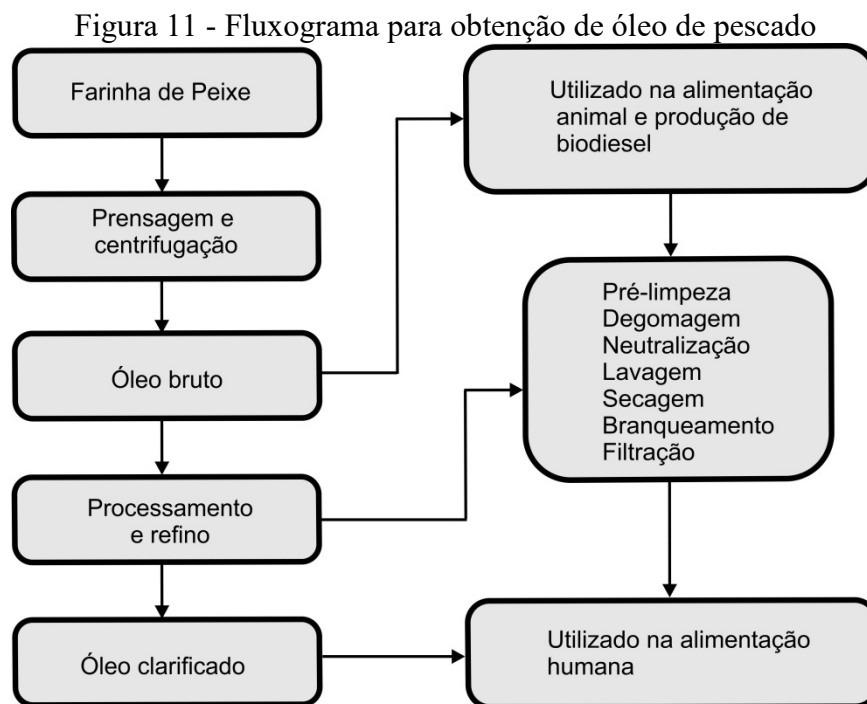 Figura 11 - Fluxograma para obtenção de óleo de pescado
Farinha de Peixe
Prensagem e
centrifugação
Óleo bruto
Processamento
e refino
Óleo clarificado
Utilizado na alimentação
animal e produção de
biodiesel
Pré-limpeza
Degomagem
Neutralização
Lavagem
Secagem
Branqueamento
Filtração
Utilizado na alimentação
humana